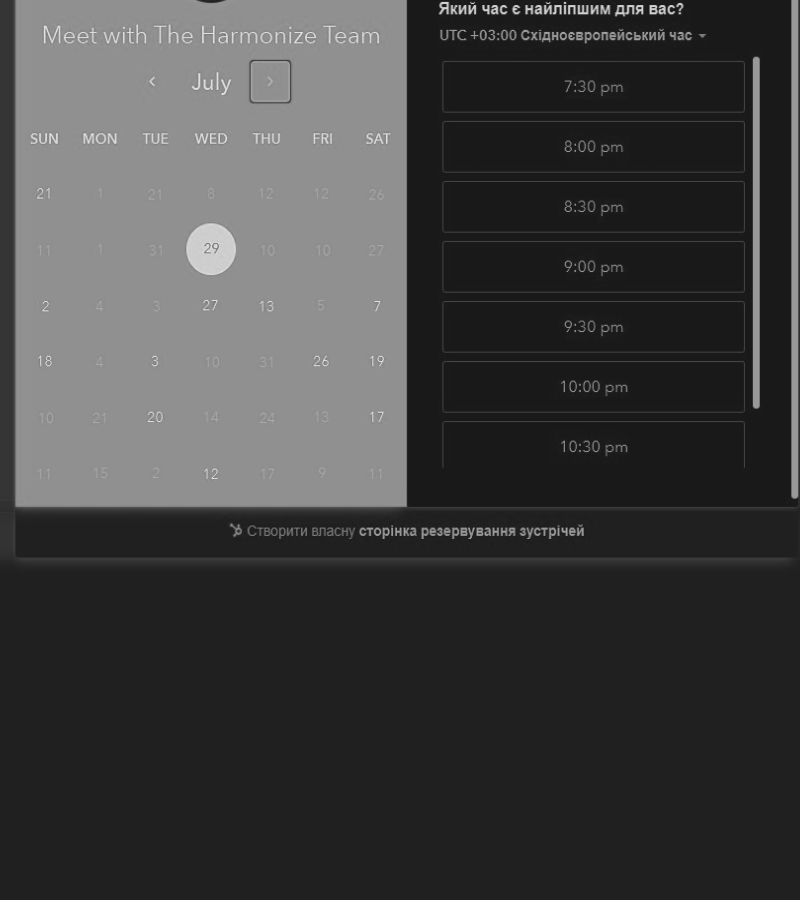 Meet with The Harmonize Team
July
SUN MON TUE WED THU FRI SAT
21 1 21 8 12 12 26
11 1 31 29 10 10 27
2 4 3 27 13 5 7
18 4 3 10 31 26 19
10 21 20 14 24 13 17
11 15 2 12 17 9 11
Який час є найліпшим для вас?
UTC +03:00 Східноєвропейський час
7:30 pm
8:00 pm
8:30 pm
9:00 pm
9:30 pm
10:00 pm
10:30 pm
Створити власну сторінка резервування зустрічей